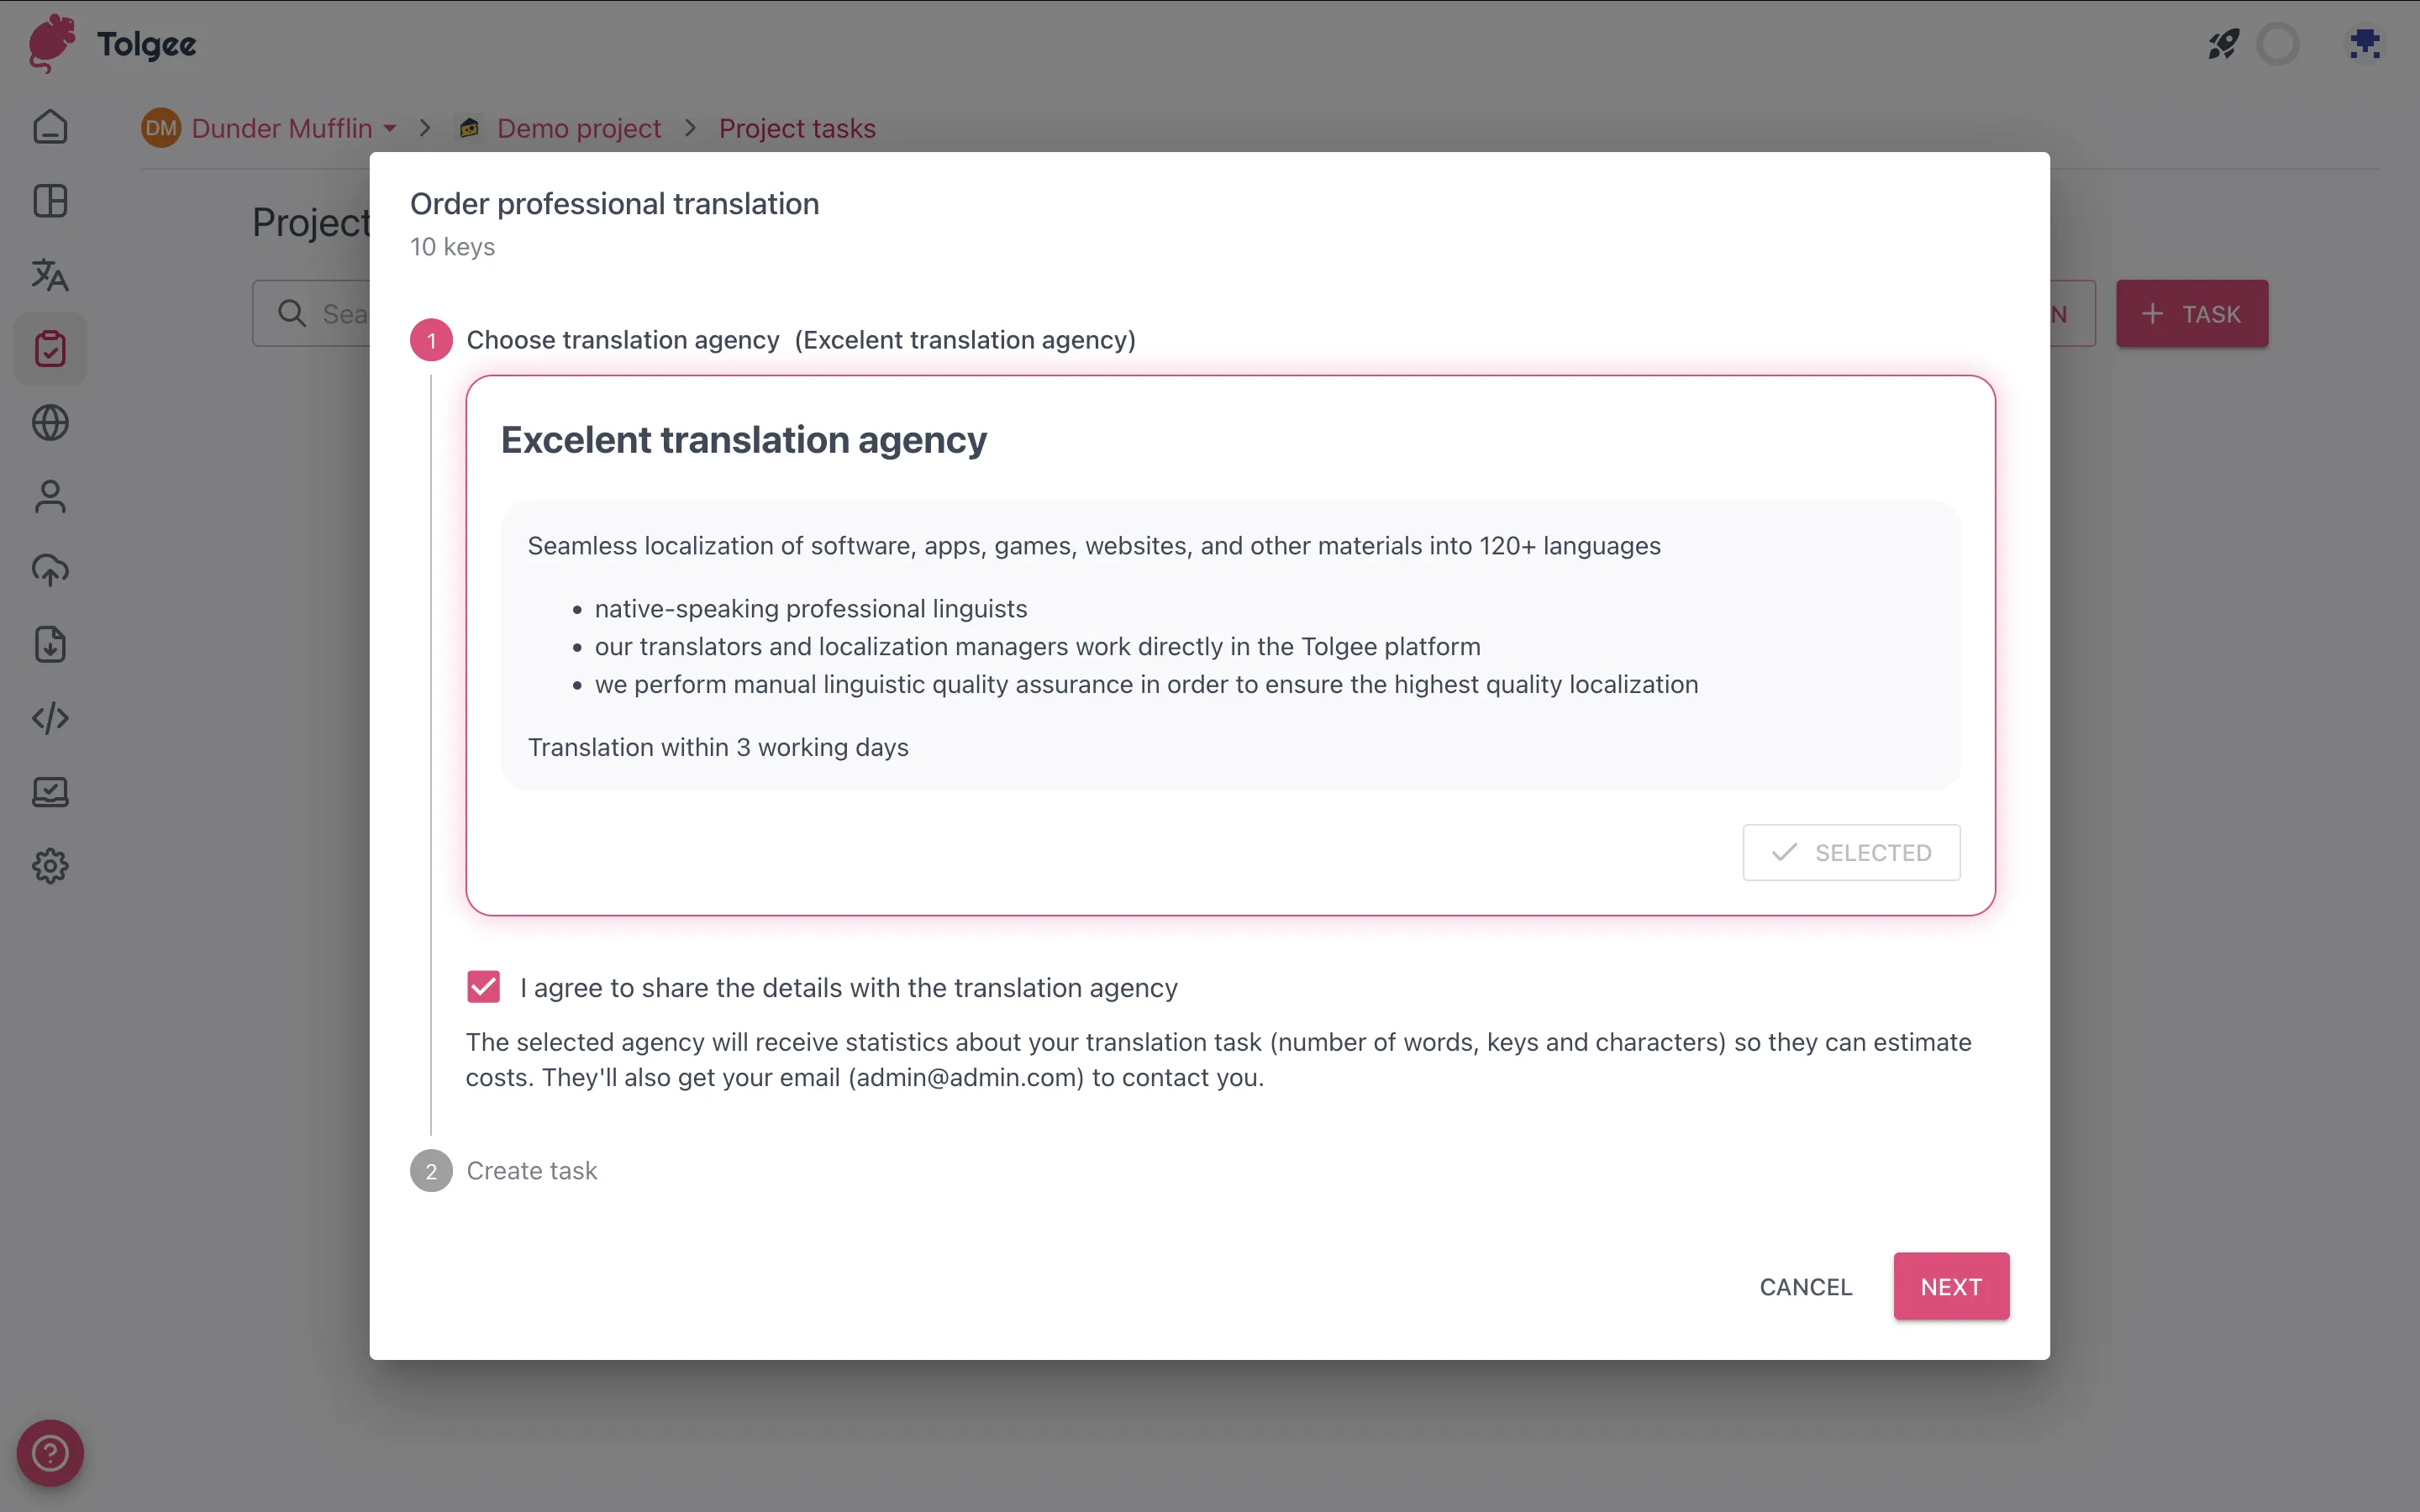 Tolgee
DM Dunder Mufflin > Demo project > Project tasks
Project
Sea
N
+ TASK
Order professional translation
10 keys
1 Choose translation agency (Excelent translation agency)
Excelent translation agency
Seamless localization of software, apps, games, websites, and other materials into 120+ languages
• native-speaking professional linguists
• our translators and localization managers work directly in the Tolgee platform
• we perform manual linguistic quality assurance in order to ensure the highest quality localization
Translation within 3 working days
SELECTED
I agree to share the details with the translation agency
The selected agency will receive statistics about your translation task (number of words, keys and characters) so they can estimate
costs. They'll also get your email (admin@admin.com) to contact you.
2 Create task
CANCEL
NEXT